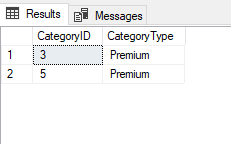 Results Messages
CategoryID CategoryType
1 3 Premium
2 5 Premium